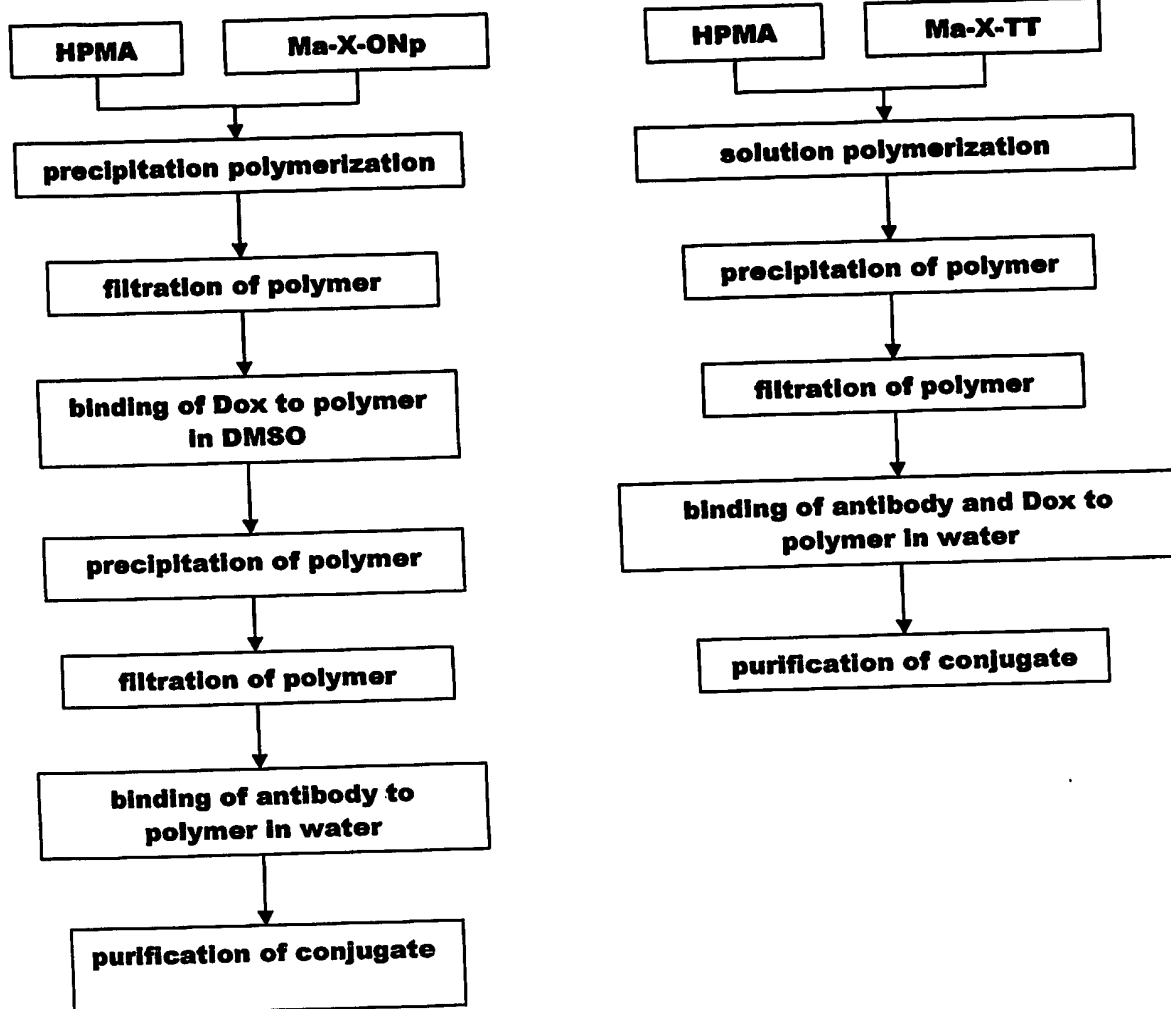 HPMA
Ma-X-ONp
precipitation polymerization
filtration of polymer
binding of Dox to polymer
in DMSO
precipitation of polymer
filtration of polymer
binding of antibody to
polymer in water
purification of conjugate
HPMA
Ma-X-TT
solution polymerization
precipitation of polymer
filtration of polymer
binding of antibody and Dox to
polymer in water
purification of conjugate